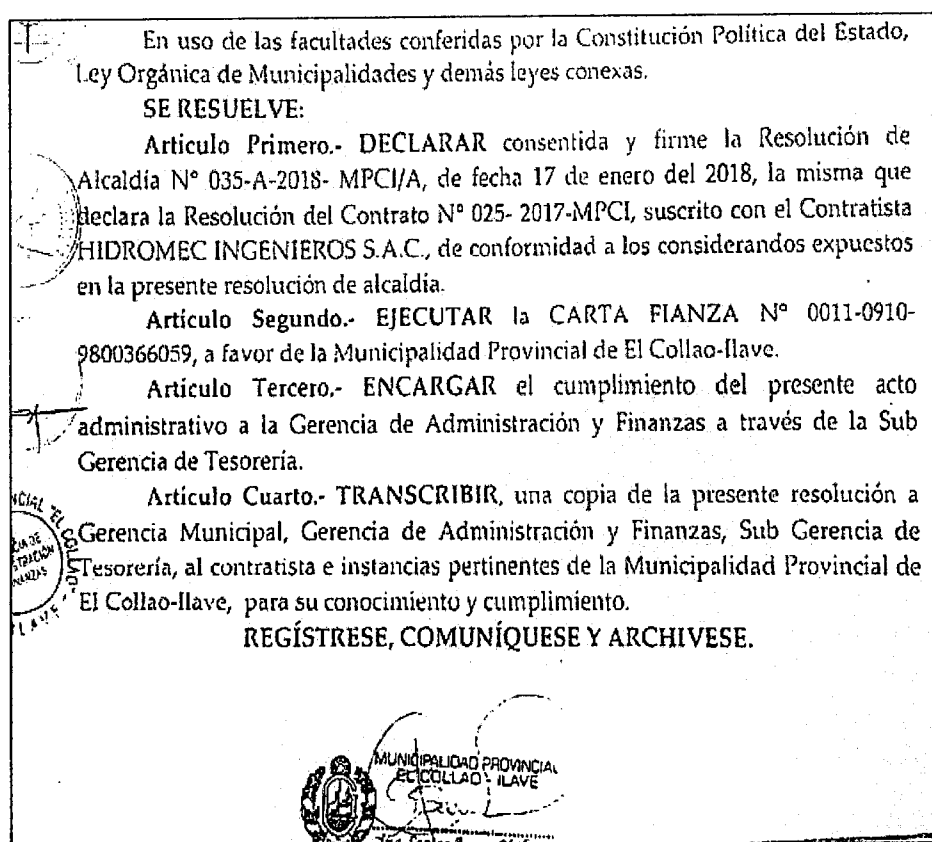 En uso de las facultades conferidas por la Constitución Política del Estado,
Ley Orgánica de Municipalidades y demás leyes conexas.
SE RESUELVE:
Artículo Primero.- DECLARAR consentida y firme la Resolución de
Alcaldía N° 035-A-2018- MPCI/A, de fecha 17 de enero del 2018, la misma que
declara la Resolución del Contrato N° 025- 2017-MPCI, suscrito con el Contratista
HIDROMEC INGENIEROS S.A.C., de conformidad a los considerandos expuestos
en la presente resolución de alcaldía.
Artículo Segundo.- EJECUTAR la CARTA FIANZA N° 0011-0910-
9800366059, a favor de la Municipalidad Provincial de El Collao-Ilave.
Artículo Tercero.- ENCARGAR el cumplimiento del presente acto
administrativo a la Gerencia de Administración y Finanzas a través de la Sub
Gerencia de Tesorería.
Artículo Cuarto.- TRANSCRIBIR, una copia de la presente resolución a
Gerencia Municipal, Gerencia de Administración y Finanzas, Sub Gerencia de
Tesorería, al contratista e instancias pertinentes de la Municipalidad Provincial de
El Collao-Ilave, para su conocimiento y cumplimiento.
REGÍSTRESE, COMUNÍQUESE Y ARCHIVESE.
MUNICIPALIDAD PROVINCIAL
EL COLLAO - ILAVE